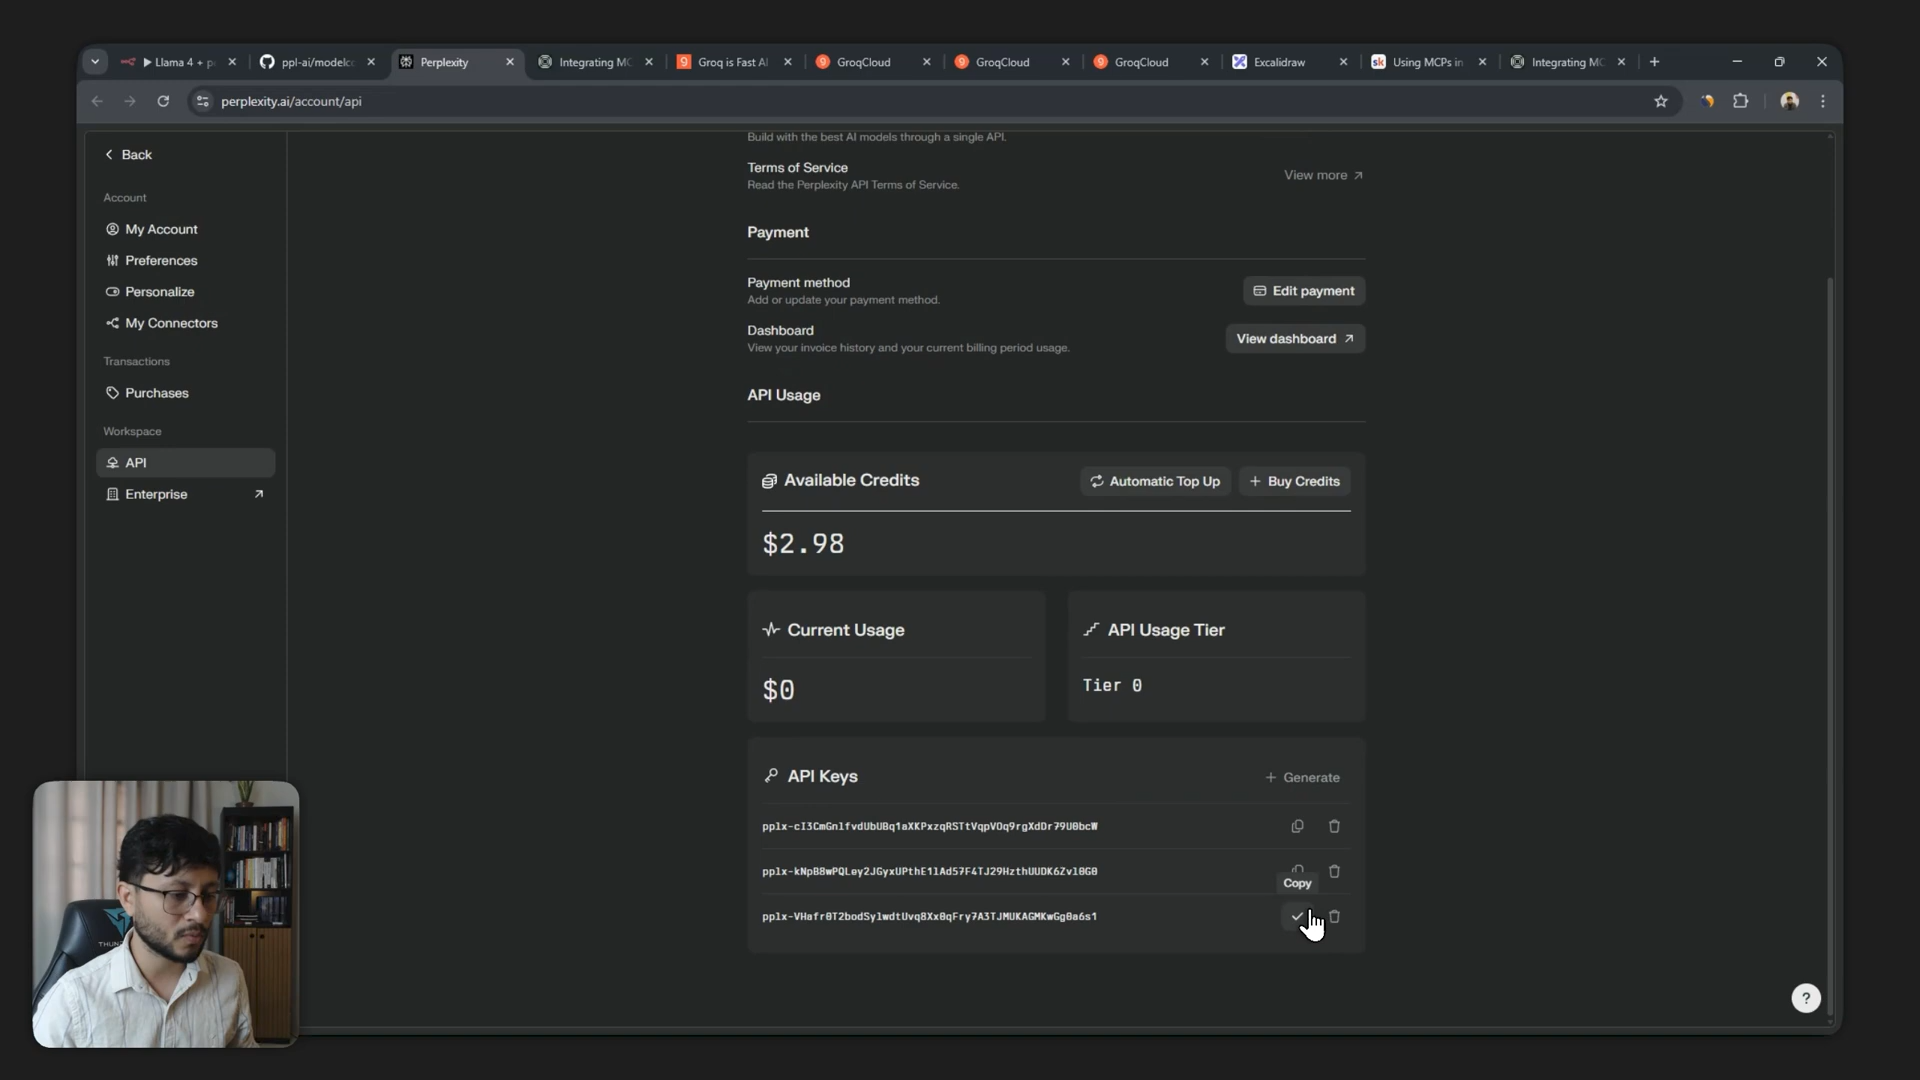 Llama 4 + p
ppl-ai/modelco
Perplexity
Integrating MC
Groq is Fast AI
GroqCloud
GroqCloud
GroqCloud
Excalidraw
Using MCPs in
Integrating MC
perplexity.ai/account/api
Back
Account
My Account
Preferences
Personalize
My Connectors
Transactions
Purchases
Workspace
API
Enterprise
Build with the best AI models through a single API.
Terms of Service
Read the Perplexity API Terms of Service.
View more
Payment
Payment method
Add or update your payment method.
Edit payment
Dashboard
View your invoice history and your current billing period usage.
View dashboard
API Usage
Available Credits
Automatic Top Up
Buy Credits
$2.98
Current Usage
$0
API Usage Tier
Tier 0
API Keys
Generate
Copy
?